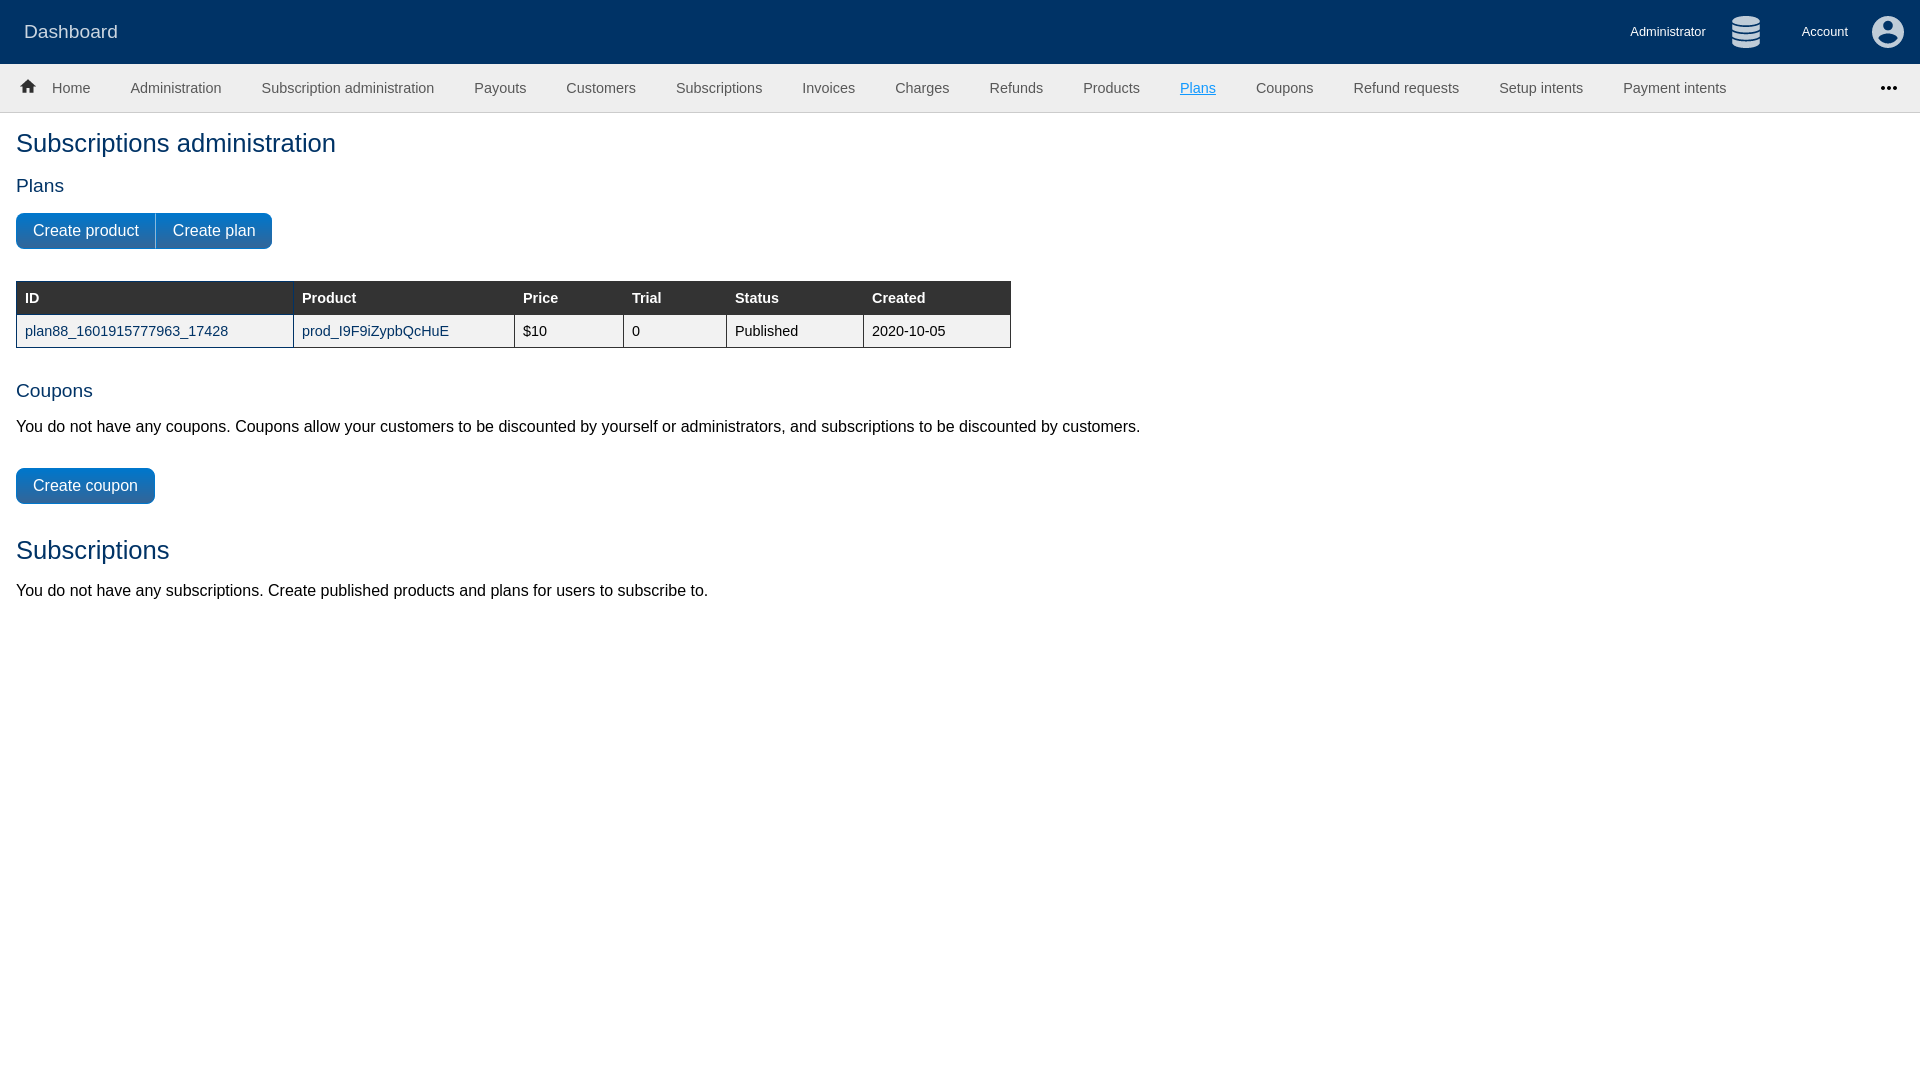 Dashboard
Administrator
Account
Home Administration Subscription administration Payouts Customers Subscriptions Invoices Charges Refunds Products Plans Coupons Refund requests Setup intents Payment intents
Subscriptions administration
Plans
Create product Create plan
ID Product Price Trial Status Created
plan88_1601915777963_17428 prod_I9F9iZypbQcHuE $10 0 Published 2020-10-05
Coupons
You do not have any coupons. Coupons allow your customers to be discounted by yourself or administrators, and subscriptions to be discounted by customers.
Create coupon
Subscriptions
You do not have any subscriptions. Create published products and plans for users to subscribe to.